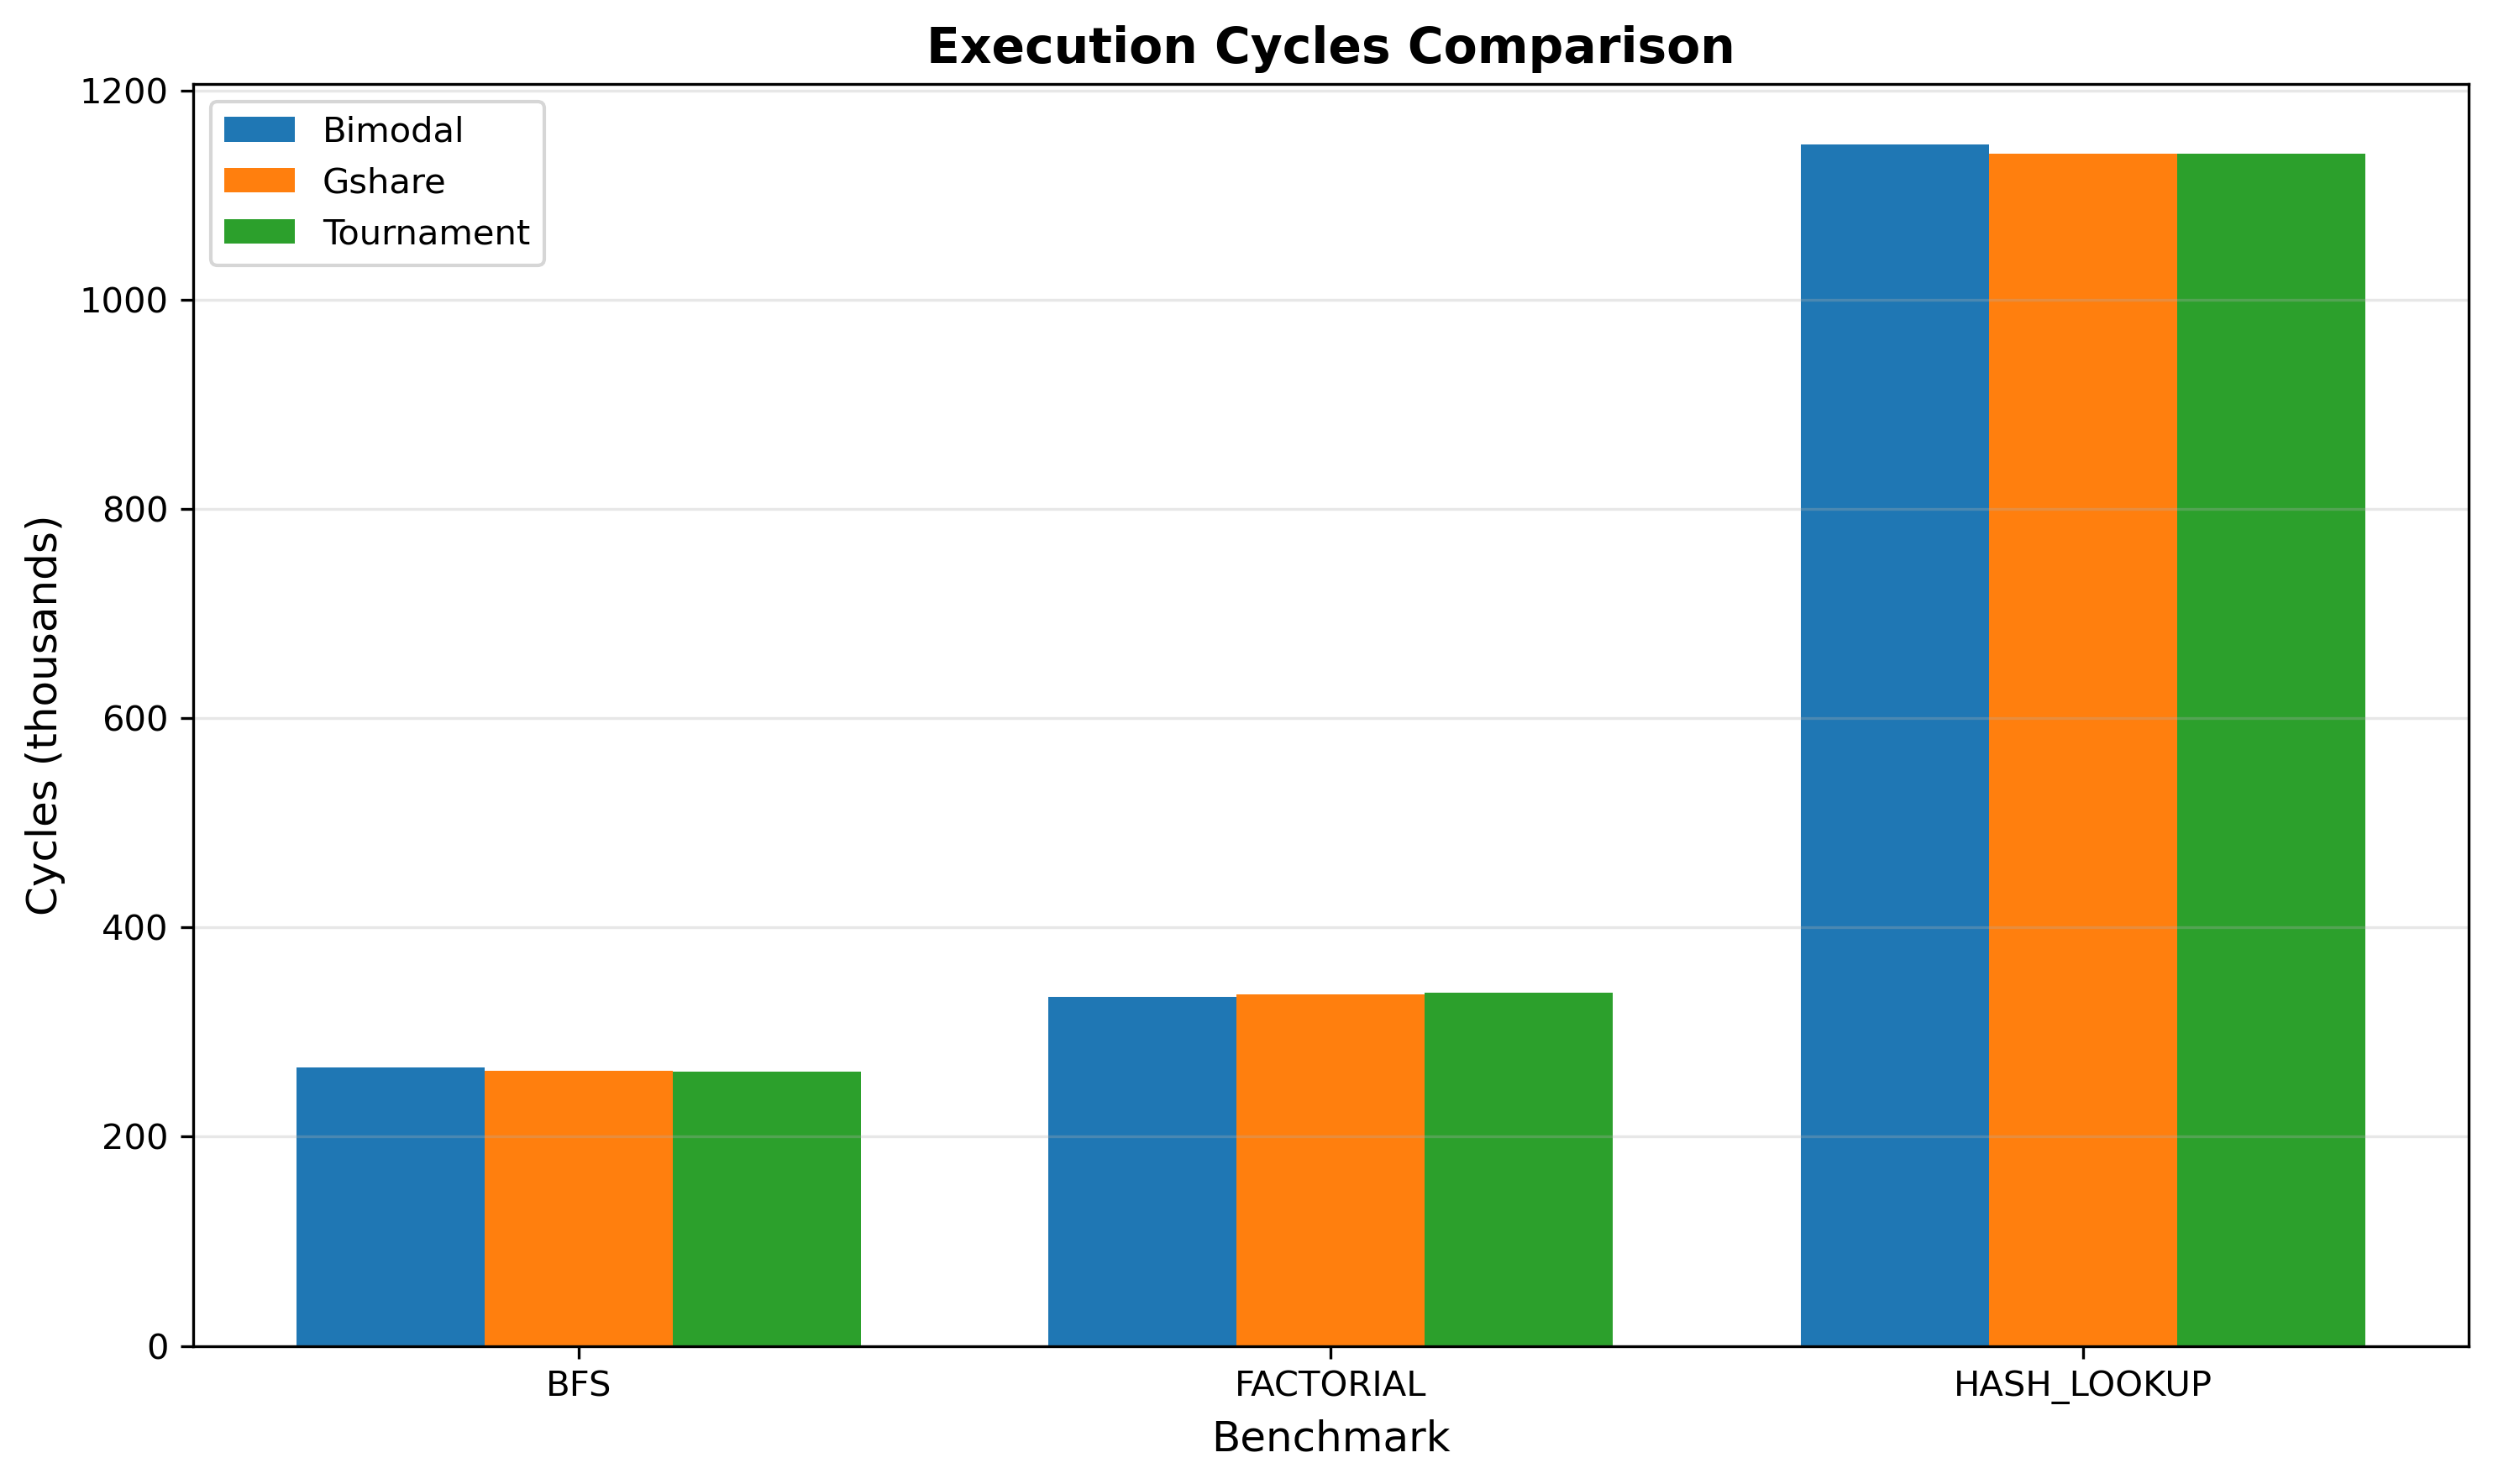 Execution Cycles Comparison
Bimodal
Gshare
Tournament
Cycles (thousands)
1200
1000
800
600
400
200
0
BFS
FACTORIAL
HASH_LOOKUP
Benchmark